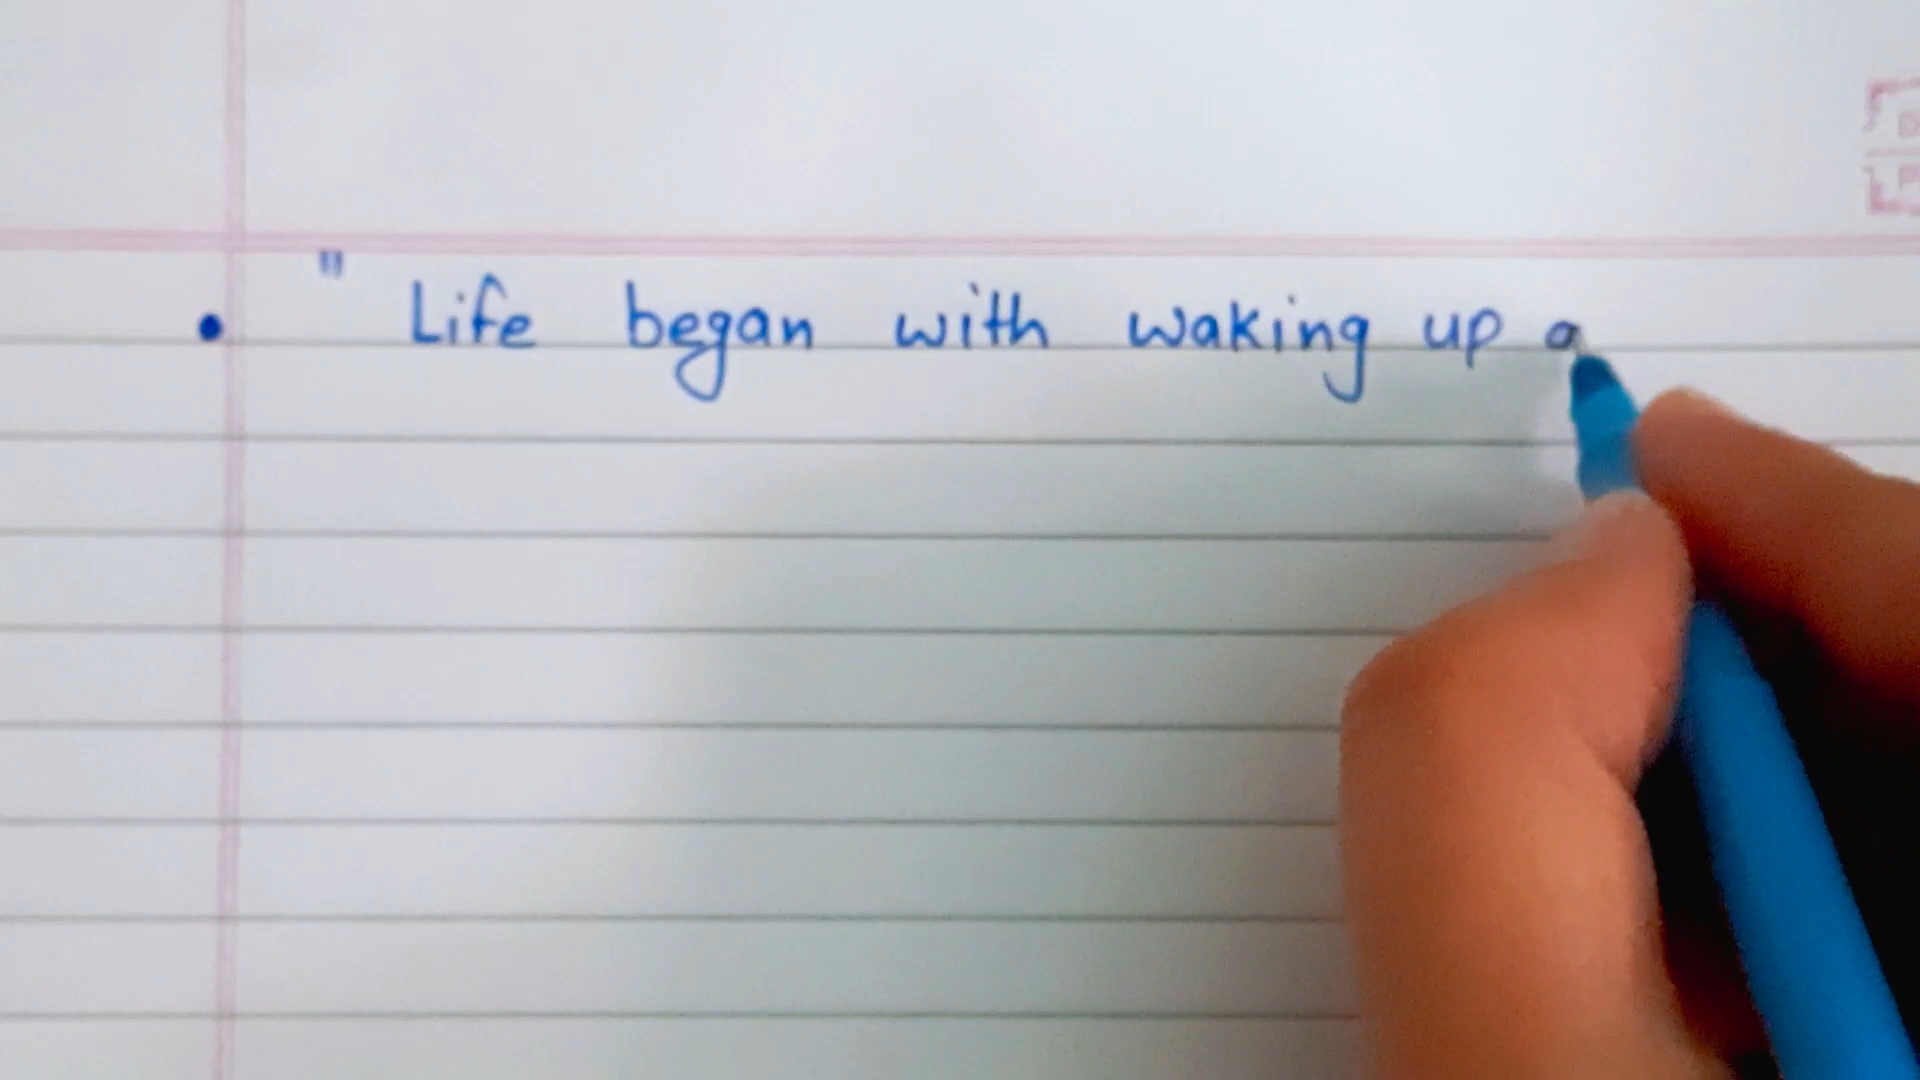 • " Life began with waking up a
D
P